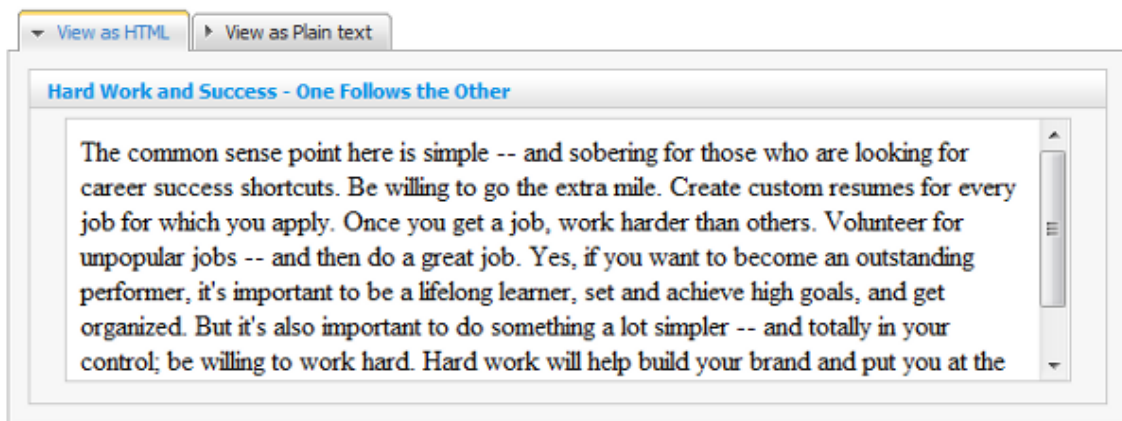 View as HTML View as Plain text
Hard Work and Success - One Follows the Other
The common sense point here is simple -- and sobering for those who are looking for
career success shortcuts. Be willing to go the extra mile. Create custom resumes for every
job for which you apply. Once you get a job, work harder than others. Volunteer for
unpopular jobs -- and then do a great job. Yes, if you want to become an outstanding
performer, it's important to be a lifelong learner, set and achieve high goals, and get
organized. But it's also important to do something a lot simpler -- and totally in your
control; be willing to work hard. Hard work will help build your brand and put you at the